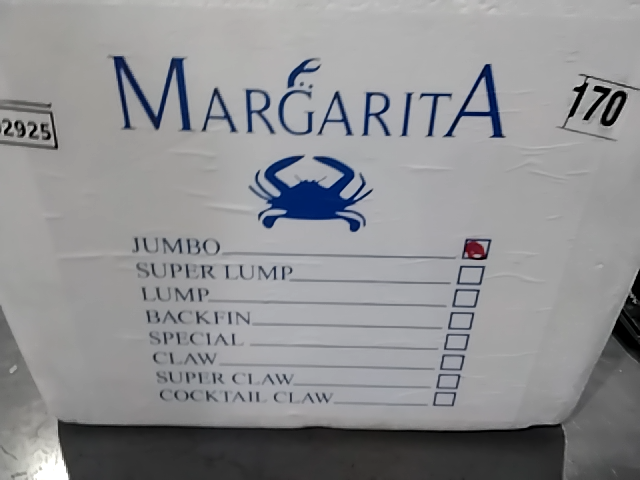 MARGARITA
170
2925
JUMBO
SUPER LUMP
LUMP
BACKFIN
SPECIAL
CLAW
SUPER CLAW
COCKTAIL CLAW